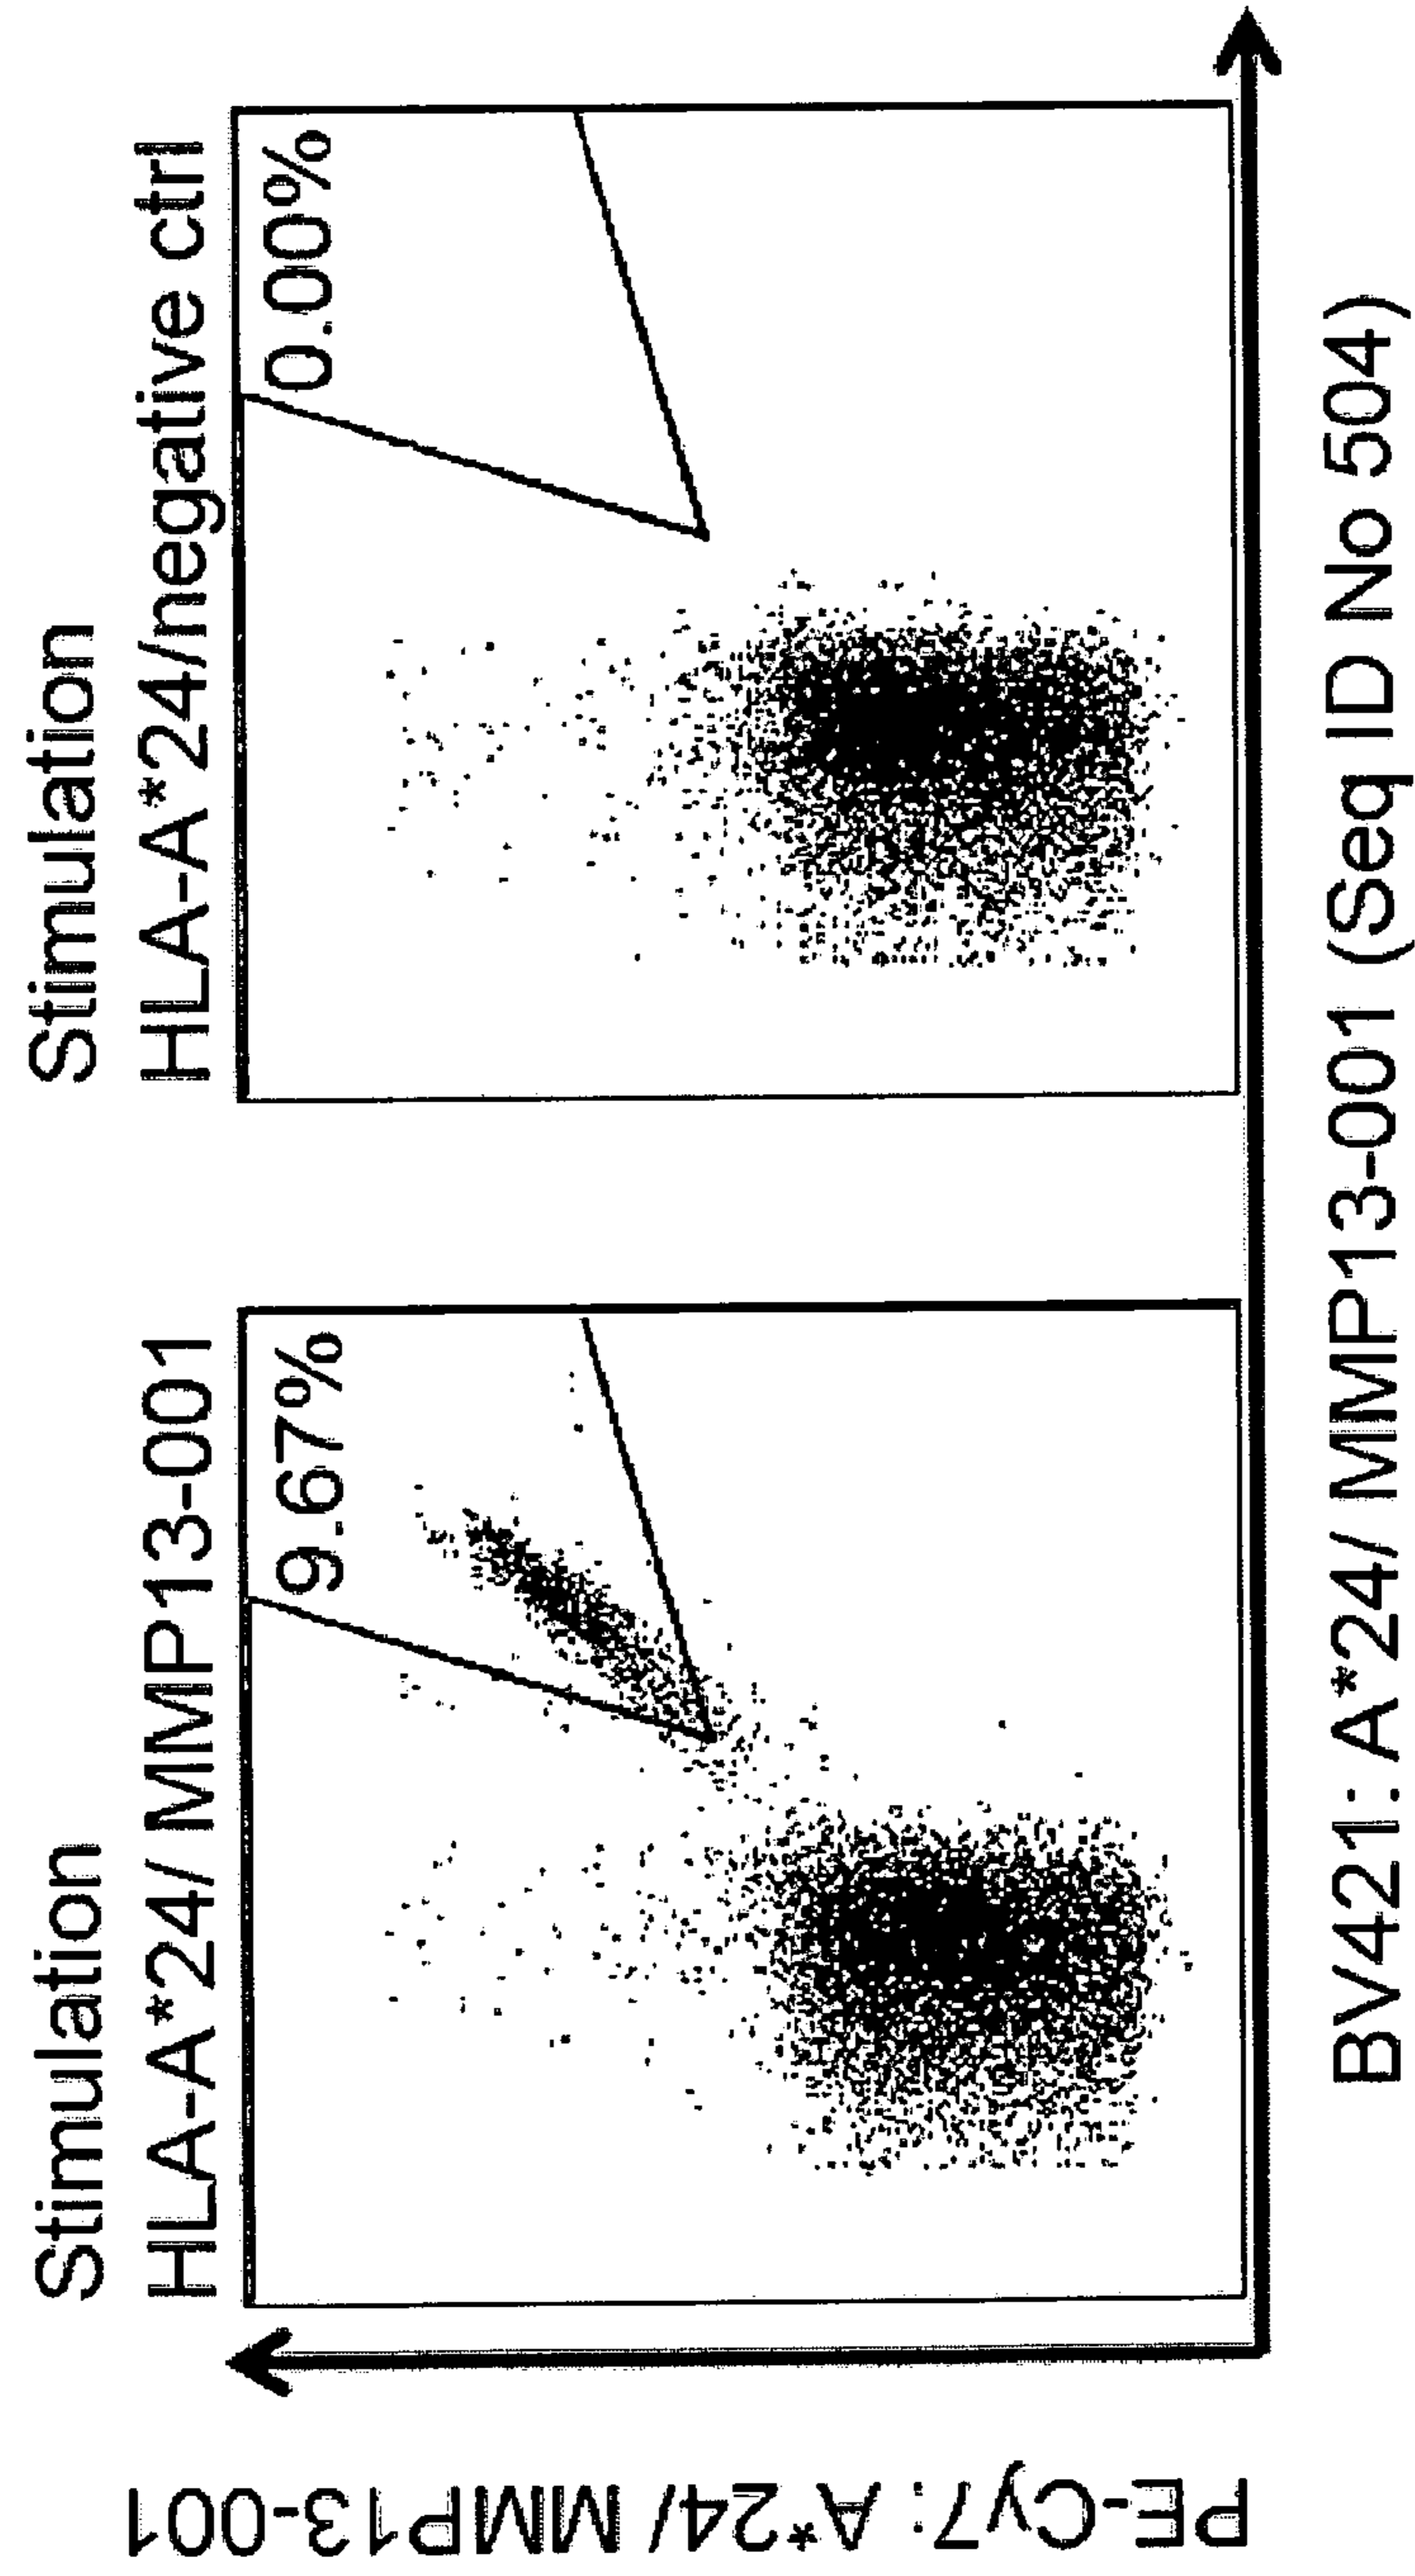 Stimulation
HLA-A*24/ MMP13-001
9.67%
Stimulation
HLA-A*24/negative ctrl
0.00%
PE-Cy7: A*24/ MMP13-001
BV421: A*24/ MMP13-001 (Seq ID No 504)